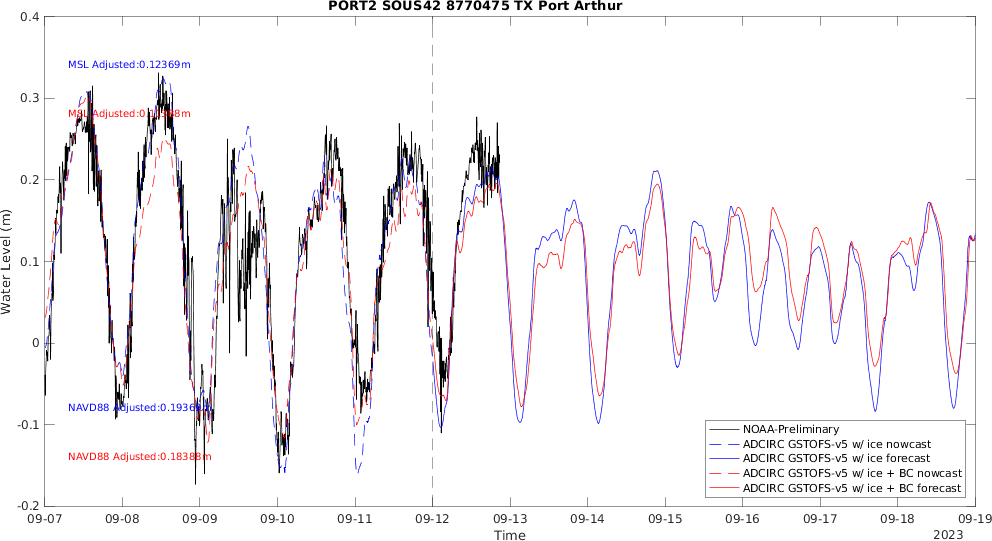 PORT2 SOUS42 8770475 TX Port Arthur
0.4
0.3
0.2
0.1
0
-0.1
-0.2
Water Level (m)
MSL Adjusted:0.12369m
MSL
NAVD88
NAVD88 Adjusted:0.18388m
NOAA-Preliminary
ADCIRC GSTOFS-v5 w/ ice nowcast
ADCIRC GSTOFS-v5 w/ ice forecast
ADCIRC GSTOFS-v5 w/ ice + BC nowcast
ADCIRC GSTOFS-v5 w/ ice + BC forecast
09-07 09-08 09-09 09-10 09-11 09-12 09-13 09-14 09-15 09-16 09-17 09-18 09-19
Time
2023